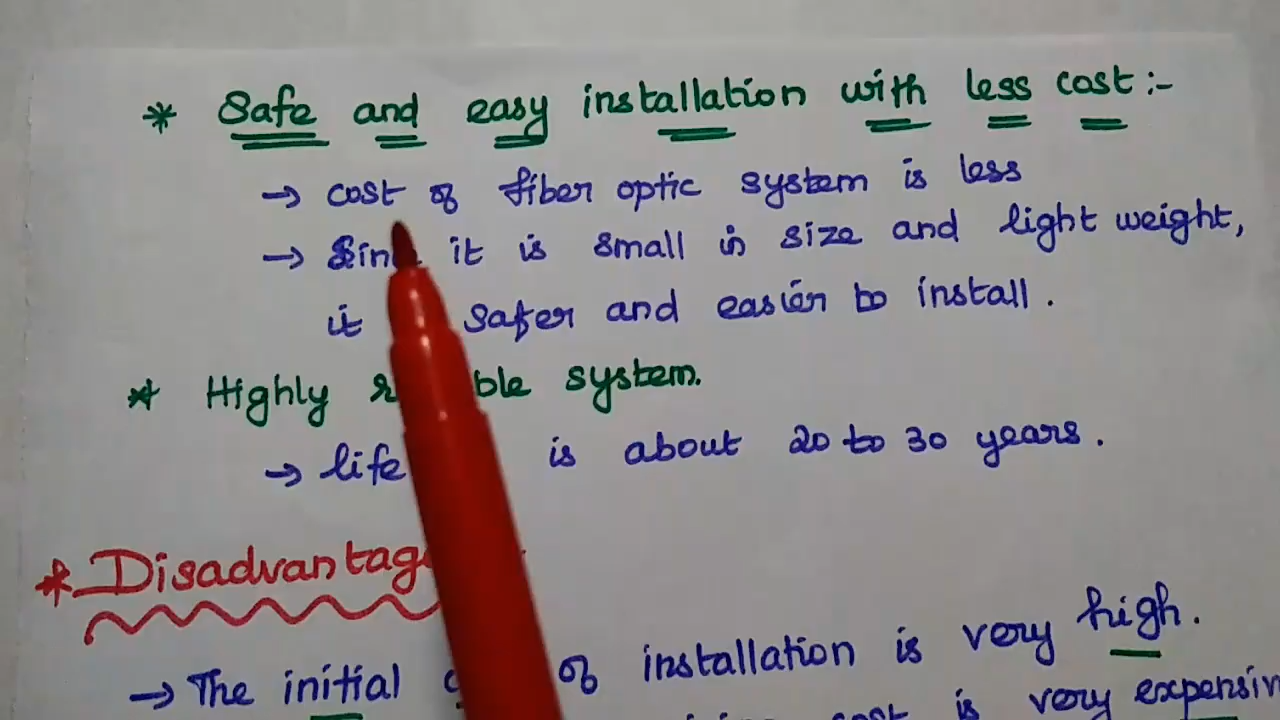 * Safe and easy installation with less cost:-
→ cost of fiber optic system is less
→ it is small in size and light weight,
it safer and easier to install.
* Highly system.
→ life is about 20 to 30 years.
* Disadvantag
→ The initial of installation is very high.
cost is very expensiv